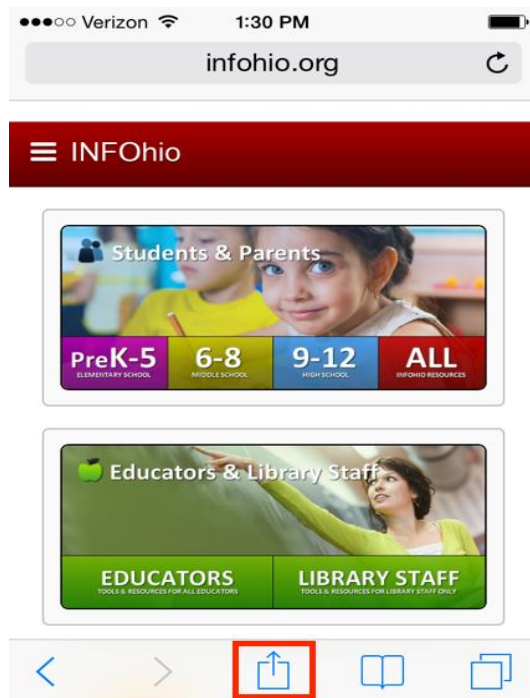 Verizon 1:30 PM
infohio.org
INFOhio
Students & Parents
PreK-5 6-8 9-12 ALL
ELEMENTARY SCHOOL MIDDLE SCHOOL HIGH SCHOOL INFOHIO RESOURCES
Educators & Library Staff
EDUCATORS LIBRARY STAFF
TOOLS & RESOURCES FOR ALL EDUCATORS TOOLS & RESOURCES FOR LIBRARY STAFF ONLY